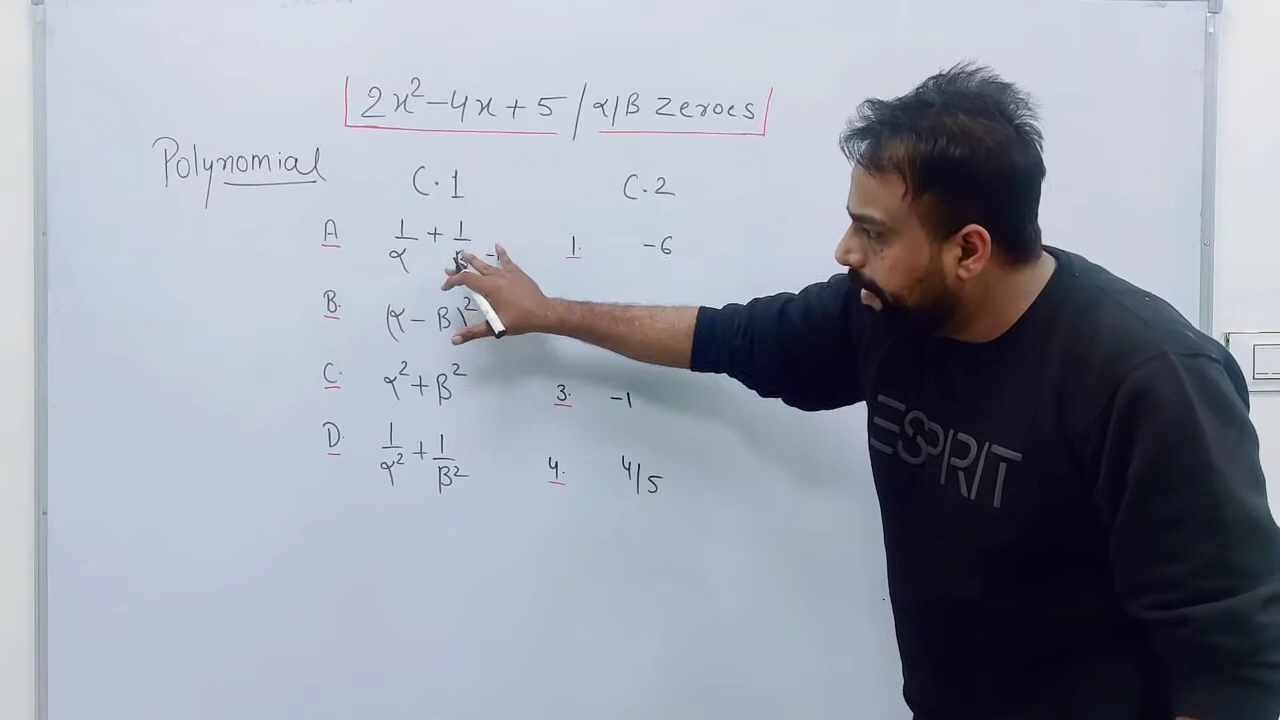 2x² - 4x + 5 / α/β zeroes
Polynomial
C·1 C·2
A 1/α + 1/β 1. -6
B. (α - β)²
C. α² + β² 3. -1
D. 1/α² + 1/β² 4. 4/5
ESPRIT